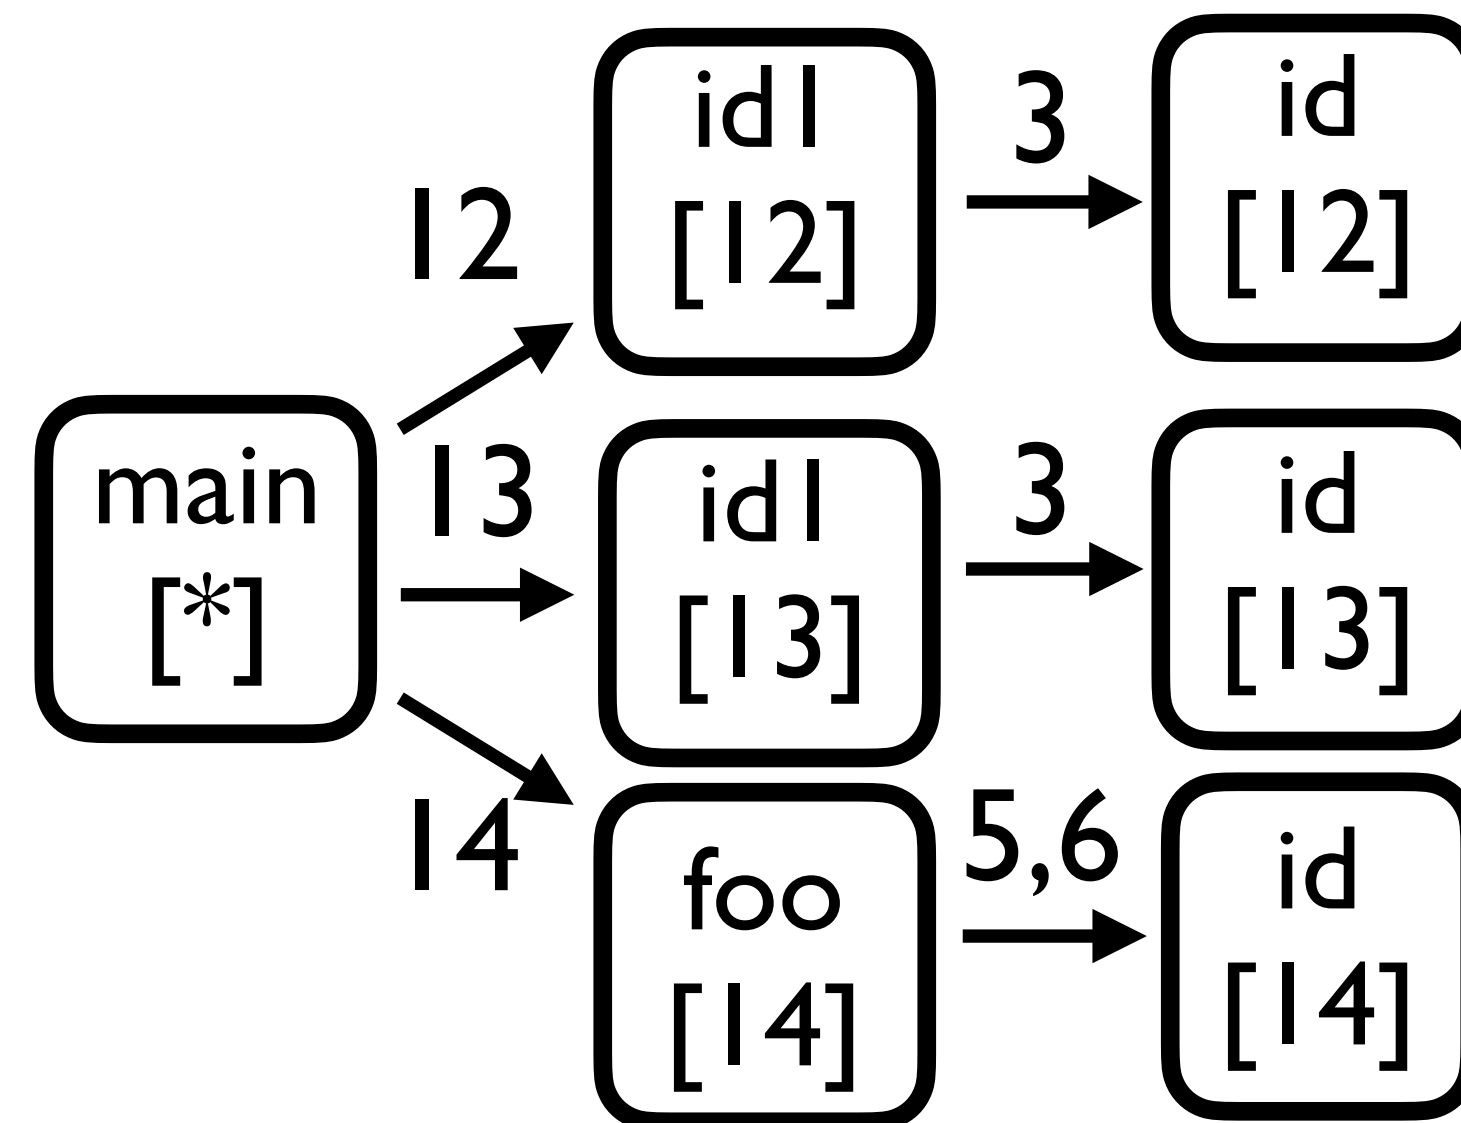 id1
[12]
3
id
[12]
12
main
[*]
13
id1
[13]
3
id
[13]
14
foo
[14]
5,6
id
[14]